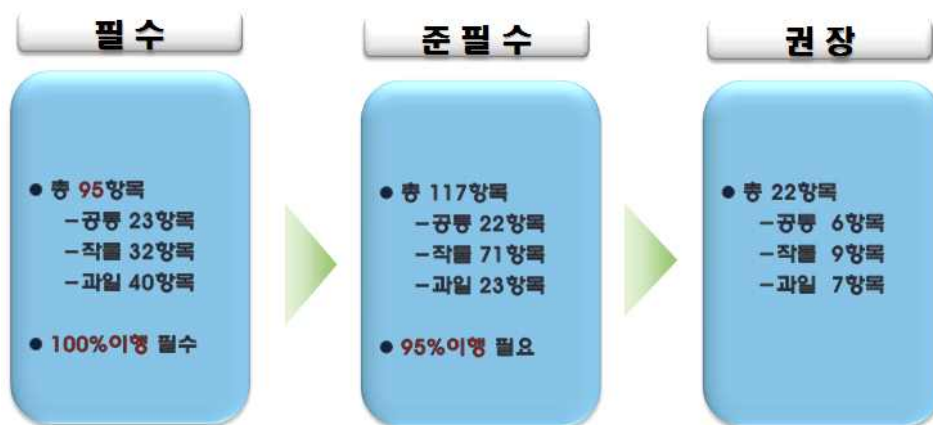 필 수
● 총 95항목
–공통 23항목
–작물 32항목
–과일 40항목
● 100%이행 필수
준 필 수
● 총 117항목
–공통 22항목
–작물 71항목
–과일 23항목
● 95%이행 필요
권 장
● 총 22항목
–공통 6항목
–작물 9항목
–과일 7항목